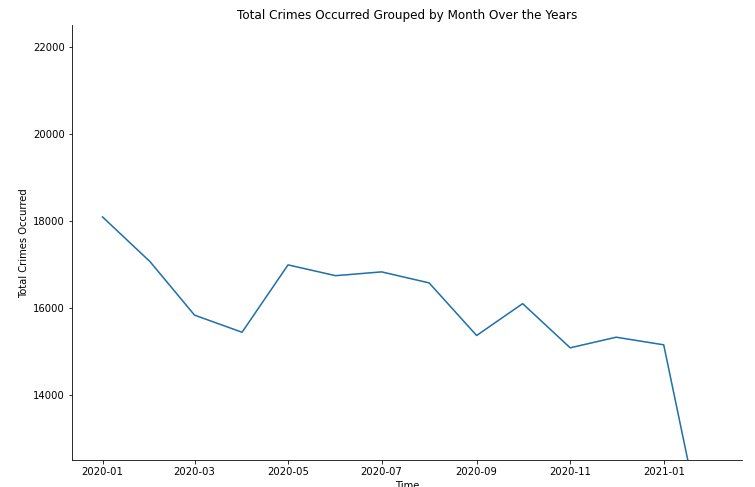 Total Crimes Occurred Grouped by Month Over the Years
22000
20000
18000
16000
14000
Total Crimes Occurred
2020-01 2020-03 2020-05 2020-07 2020-09 2020-11 2021-01
Time